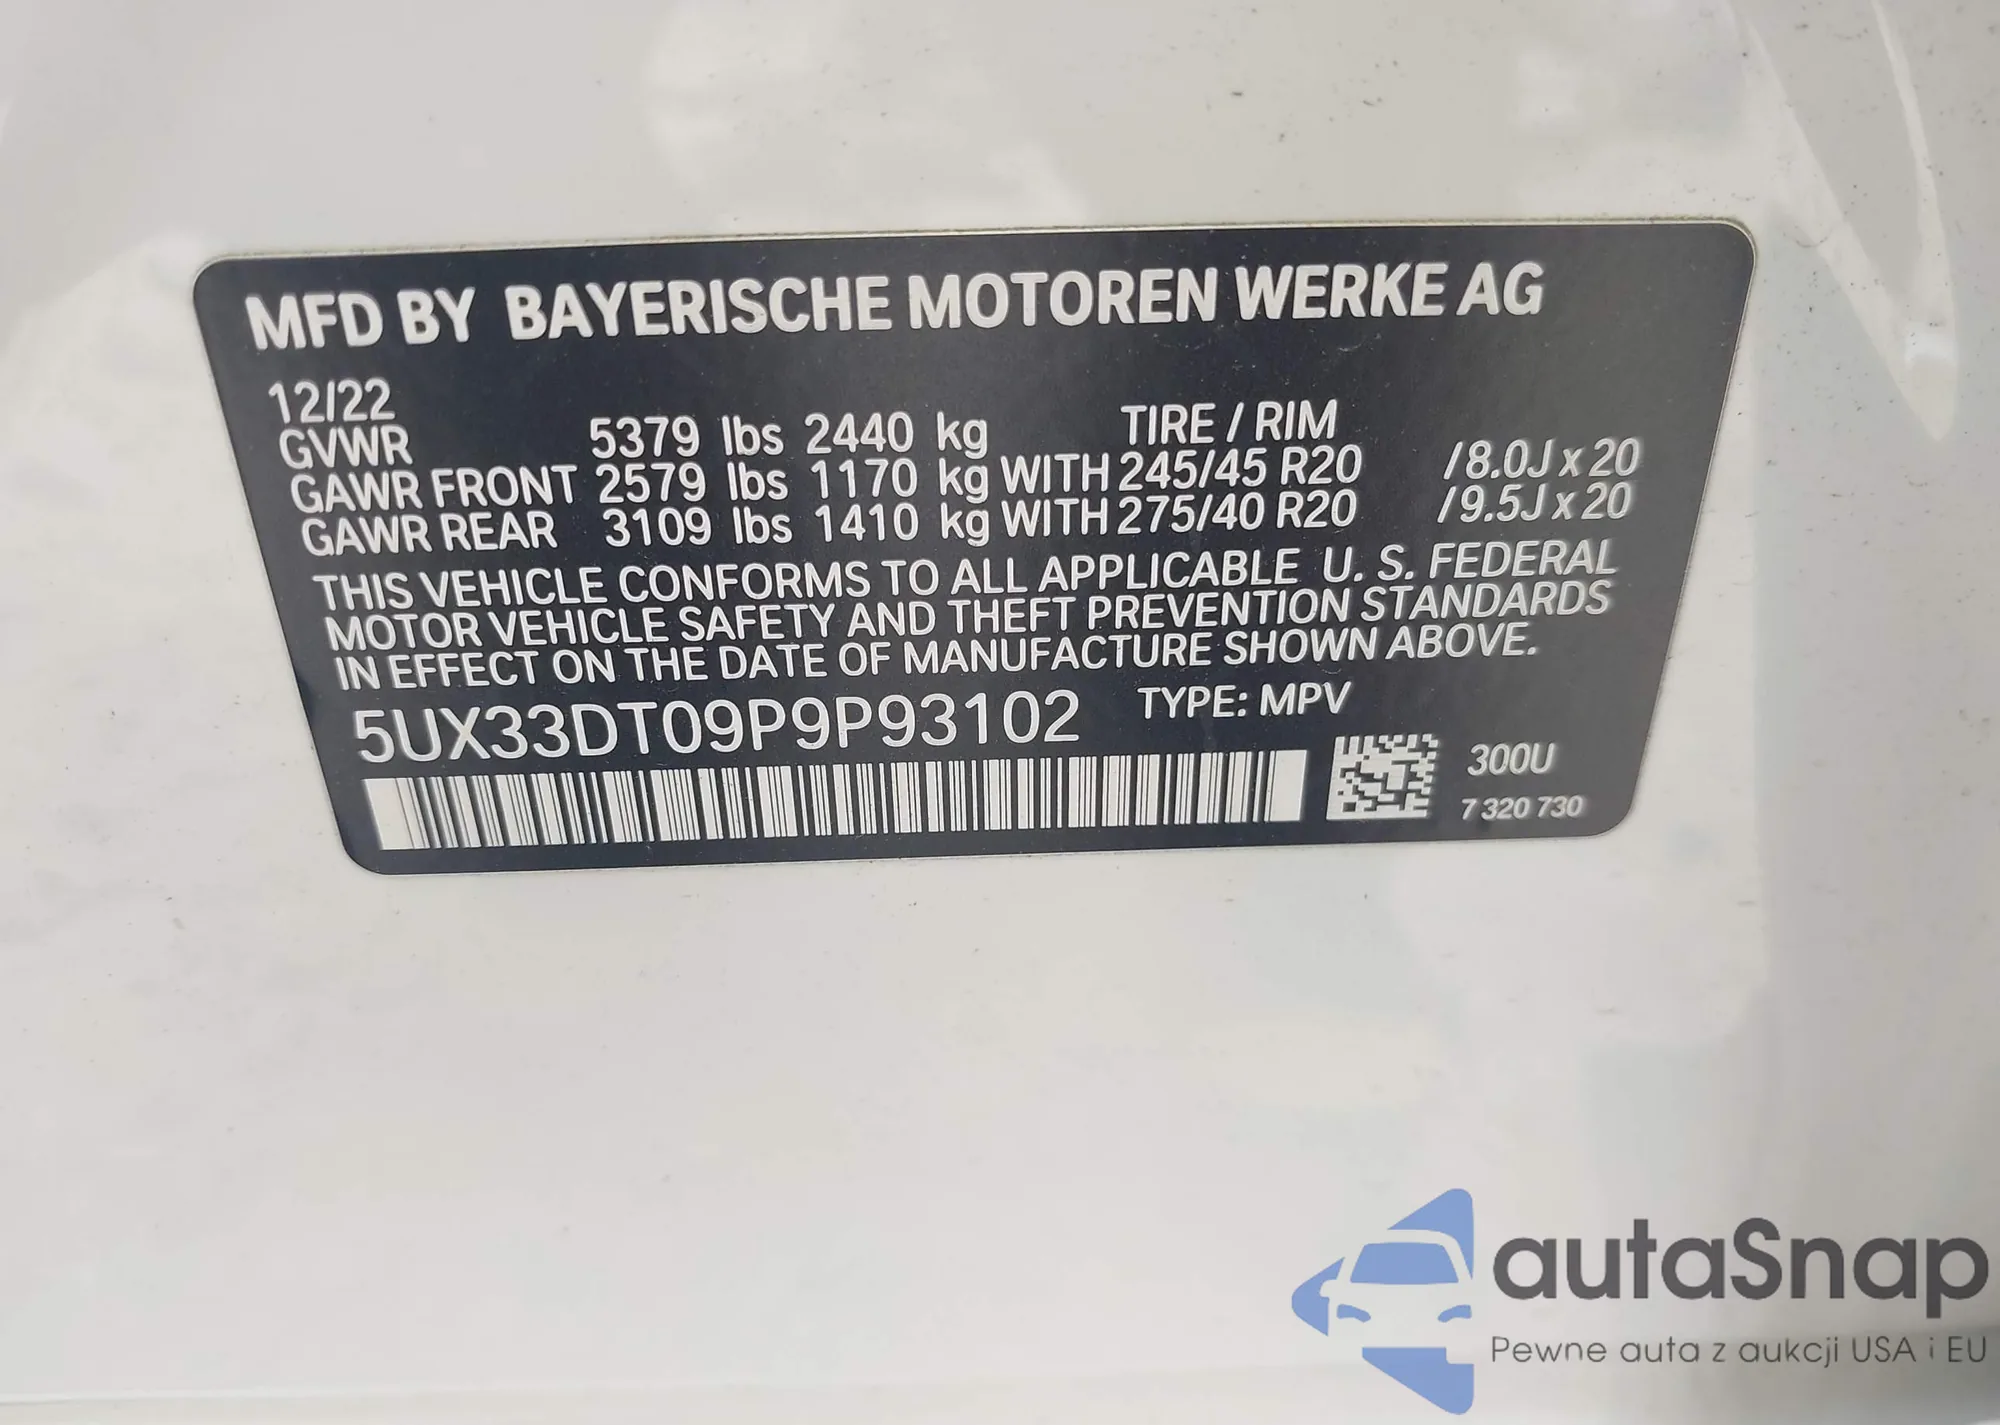 MFD BY BAYERISCHE MOTOREN WERKE AG
12/22
GVWR 5379 lbs 2440 kg TIRE / RIM
GAWR FRONT 2579 lbs 1170 kg WITH 245/45 R20 /8.0J x 20
GAWR REAR 3109 lbs 1410 kg WITH 275/40 R20 /9.5J x 20
THIS VEHICLE CONFORMS TO ALL APPLICABLE U. S. FEDERAL
MOTOR VEHICLE SAFETY AND THEFT PREVENTION STANDARDS
IN EFFECT ON THE DATE OF MANUFACTURE SHOWN ABOVE.
5UX33DT09P9P93102 TYPE: MPV
300U
7 320 730
autaSnap
Pewne auta z aukcji USA i EU